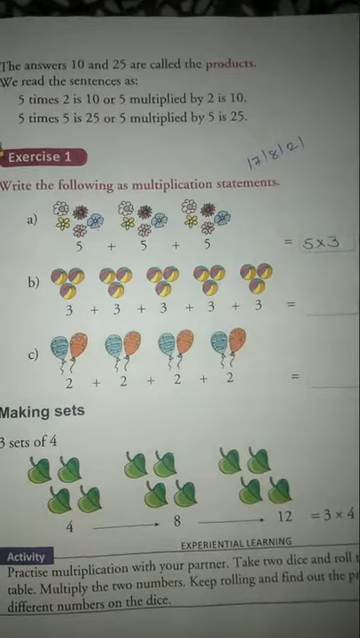 The answers 10 and 25 are called the products.
We read the sentences as:
5 times 2 is 10 or 5 multiplied by 2 is 10.
5 times 5 is 25 or 5 multiplied by 5 is 25.
Exercise 1
17/8/21
Write the following as multiplication statements.
a)
5 + 5 + 5 = 5×3
b)
3 + 3 + 3 + 3 + 3 =
c)
2 + 2 + 2 + 2 =
Making sets
3 sets of 4
4 8 12 = 3 × 4
EXPERIENTIAL LEARNING
Activity
Practise multiplication with your partner. Take two dice and roll
table. Multiply the two numbers. Keep rolling and find out the
different numbers on the dice.